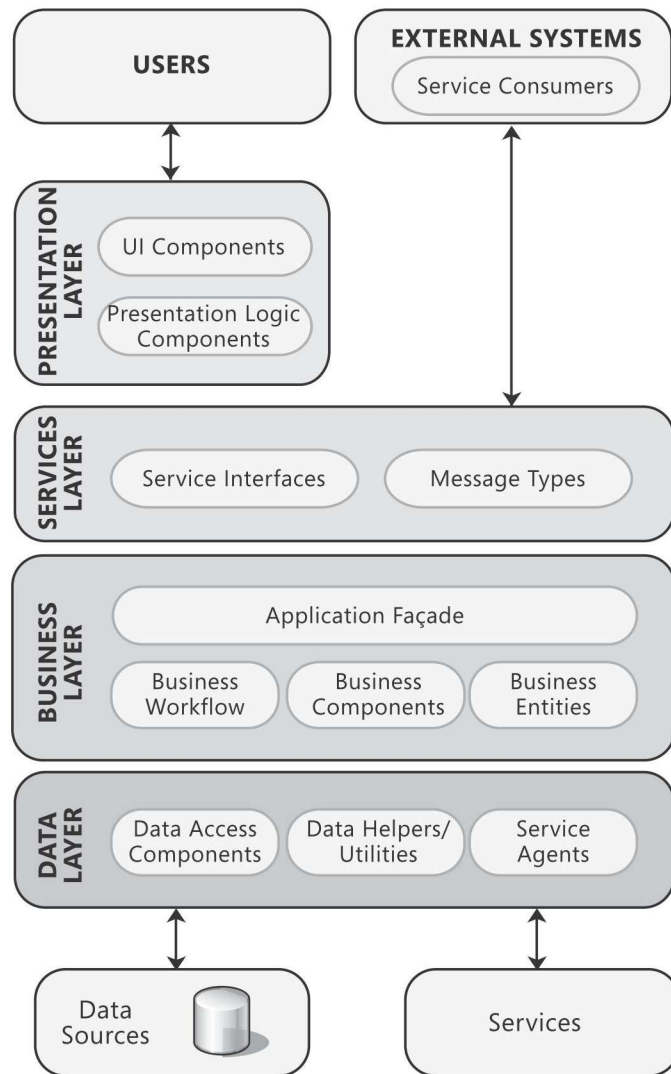 USERS
EXTERNAL SYSTEMS
Service Consumers
PRESENTATION
LAYER
UI Components
Presentation Logic
Components
SERVICES
LAYER
Service Interfaces
Message Types
BUSINESS
LAYER
Application Façade
Business
Workflow
Business
Components
Business
Entities
DATA
LAYER
Data Access
Components
Data Helpers/
Utilities
Service
Agents
Data
Sources
Services